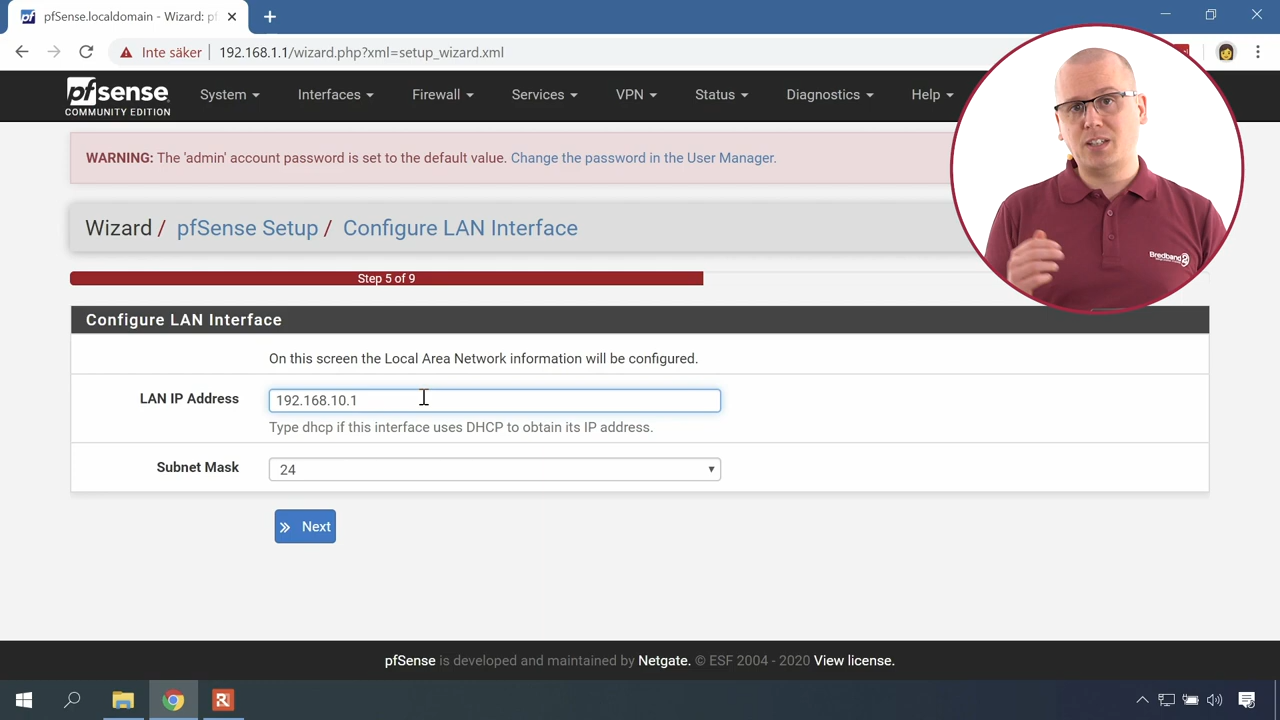 pfSense.localdomain - Wizard: pf
Inte säker
192.168.1.1/wizard.php?xml=setup_wizard.xml
pfsense
COMMUNITY EDITION
System
Interfaces
Firewall
Services
VPN
Status
Diagnostics
Help
WARNING: The 'admin' account password is set to the default value. Change the password in the User Manager.
Wizard / pfSense Setup / Configure LAN Interface
Step 5 of 9
Bredband2
Configure LAN Interface
On this screen the Local Area Network information will be configured.
LAN IP Address
192.168.10.1
Type dhcp if this interface uses DHCP to obtain its IP address.
Subnet Mask
24
Next
pfSense is developed and maintained by Netgate. © ESF 2004 - 2020 View license.